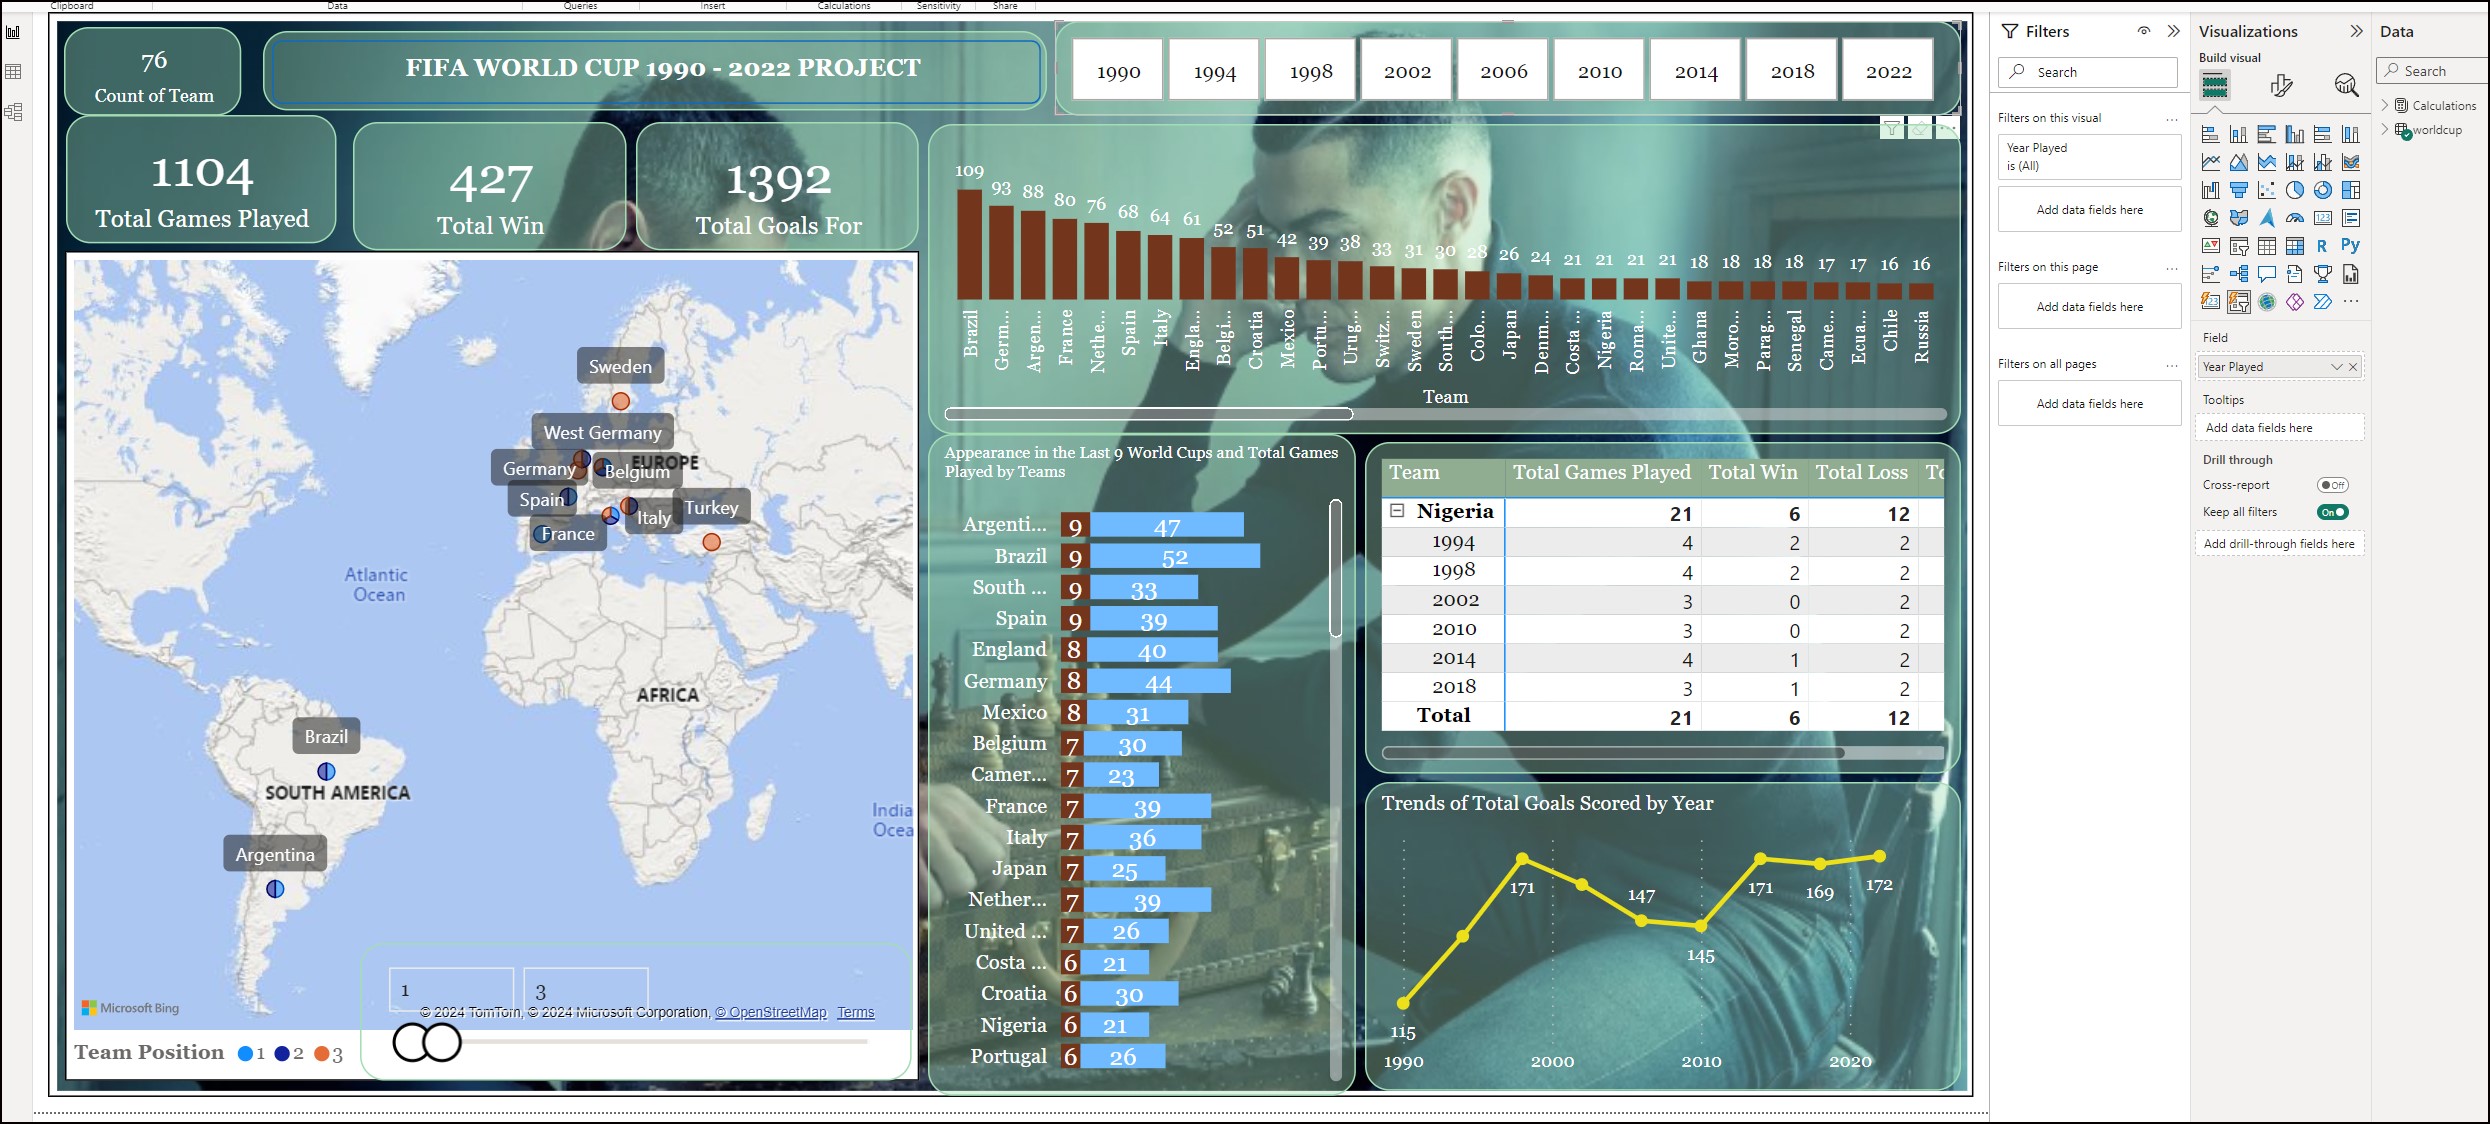 Clipboard
Data
Queries
Insert
Calculations
Sensitivity
Share
76
Count of Team
FIFA WORLD CUP 1990 - 2022 PROJECT
1990
1994
1998
2002
2006
2010
2014
2018
2022
1104
Total Games Played
427
Total Win
1392
Total Goals For
109
93
88
80
76
68
64
61
52
51
42
39
38
33
31
30
28
26
24
21
21
21
21
18
18
18
18
17
17
16
16
Brazil
Germ...
Argen...
France
Nethe...
Spain
Italy
Engla...
Belgi...
Croatia
Mexico
Portu...
Urug...
Switz...
Sweden
South...
Colo...
Japan
Denm...
Costa ...
Nigeria
Roma...
Unite...
Ghana
Moro...
Parag...
Senegal
Came...
Ecua...
Chile
Russia
Team
Sweden
West Germany
Germany
Belgium
EUROPE
Spain
Italy
Turkey
France
Atlantic
Ocean
AFRICA
Brazil
SOUTH AMERICA
Argentina
India
Ocea
Microsoft Bing
1
3
© 2024 TomTom, © 2024 Microsoft Corporation, © OpenStreetMap Terms
Team Position 1 2 3
Appearance in the Last 9 World Cups and Total Games
Played by Teams
Argenti... 9 47
Brazil 9 52
South ... 9 33
Spain 9 39
England 8 40
Germany 8 44
Mexico 8 31
Belgium 7 30
Camer... 7 23
France 7 39
Italy 7 36
Japan 7 25
Nether... 7 39
United ... 7 26
Costa ... 6 21
Croatia 6 30
Nigeria 6 21
Portugal 6 26
Team Total Games Played Total Win Total Loss To
Nigeria 21 6 12
1994 4 2 2
1998 4 2 2
2002 3 0 2
2010 3 0 2
2014 4 1 2
2018 3 1 2
Total 21 6 12
Trends of Total Goals Scored by Year
115
171
147
145
171
169
172
1990
2000
2010
2020
Filters
Search
Filters on this visual
...
Year Played
is (All)
Add data fields here
Filters on this page
...
Add data fields here
Filters on all pages
...
Add data fields here
Visualizations
Build visual
123
R
Py
123
...
Field
Year Played
Tooltips
Add data fields here
Drill through
Cross-report
Off
Keep all filters
On
Add drill-through fields here
Data
Search
Calculations
worldcup